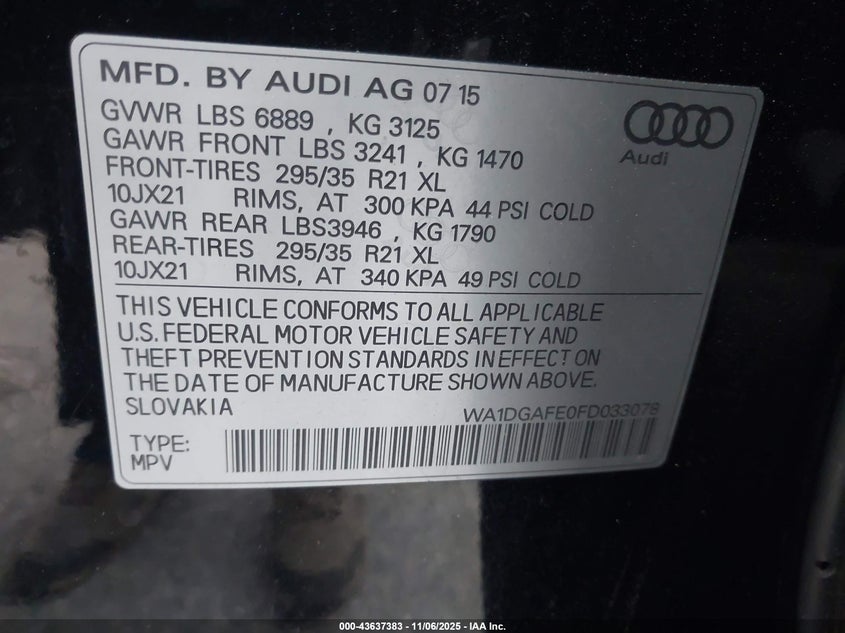 MFD. BY AUDI AG 07 15
GVWR LBS 6889 , KG 3125
GAWR FRONT LBS 3241 , KG 1470
FRONT-TIRES 295/35 R21 XL
10JX21 RIMS, AT 300 KPA 44 PSI COLD
GAWR REAR LBS3946 , KG 1790
REAR-TIRES 295/35 R21 XL
10JX21 RIMS, AT 340 KPA 49 PSI COLD
Audi
THIS VEHICLE CONFORMS TO ALL APPLICABLE
U.S. FEDERAL MOTOR VEHICLE SAFETY AND
THEFT PREVENTION STANDARDS IN EFFECT ON
THE DATE OF MANUFACTURE SHOWN ABOVE.
SLOVAKIA WA1DGAFE0FD033078
TYPE:
MPV
000-43637383 - 11/06/2025 - IAA Inc.